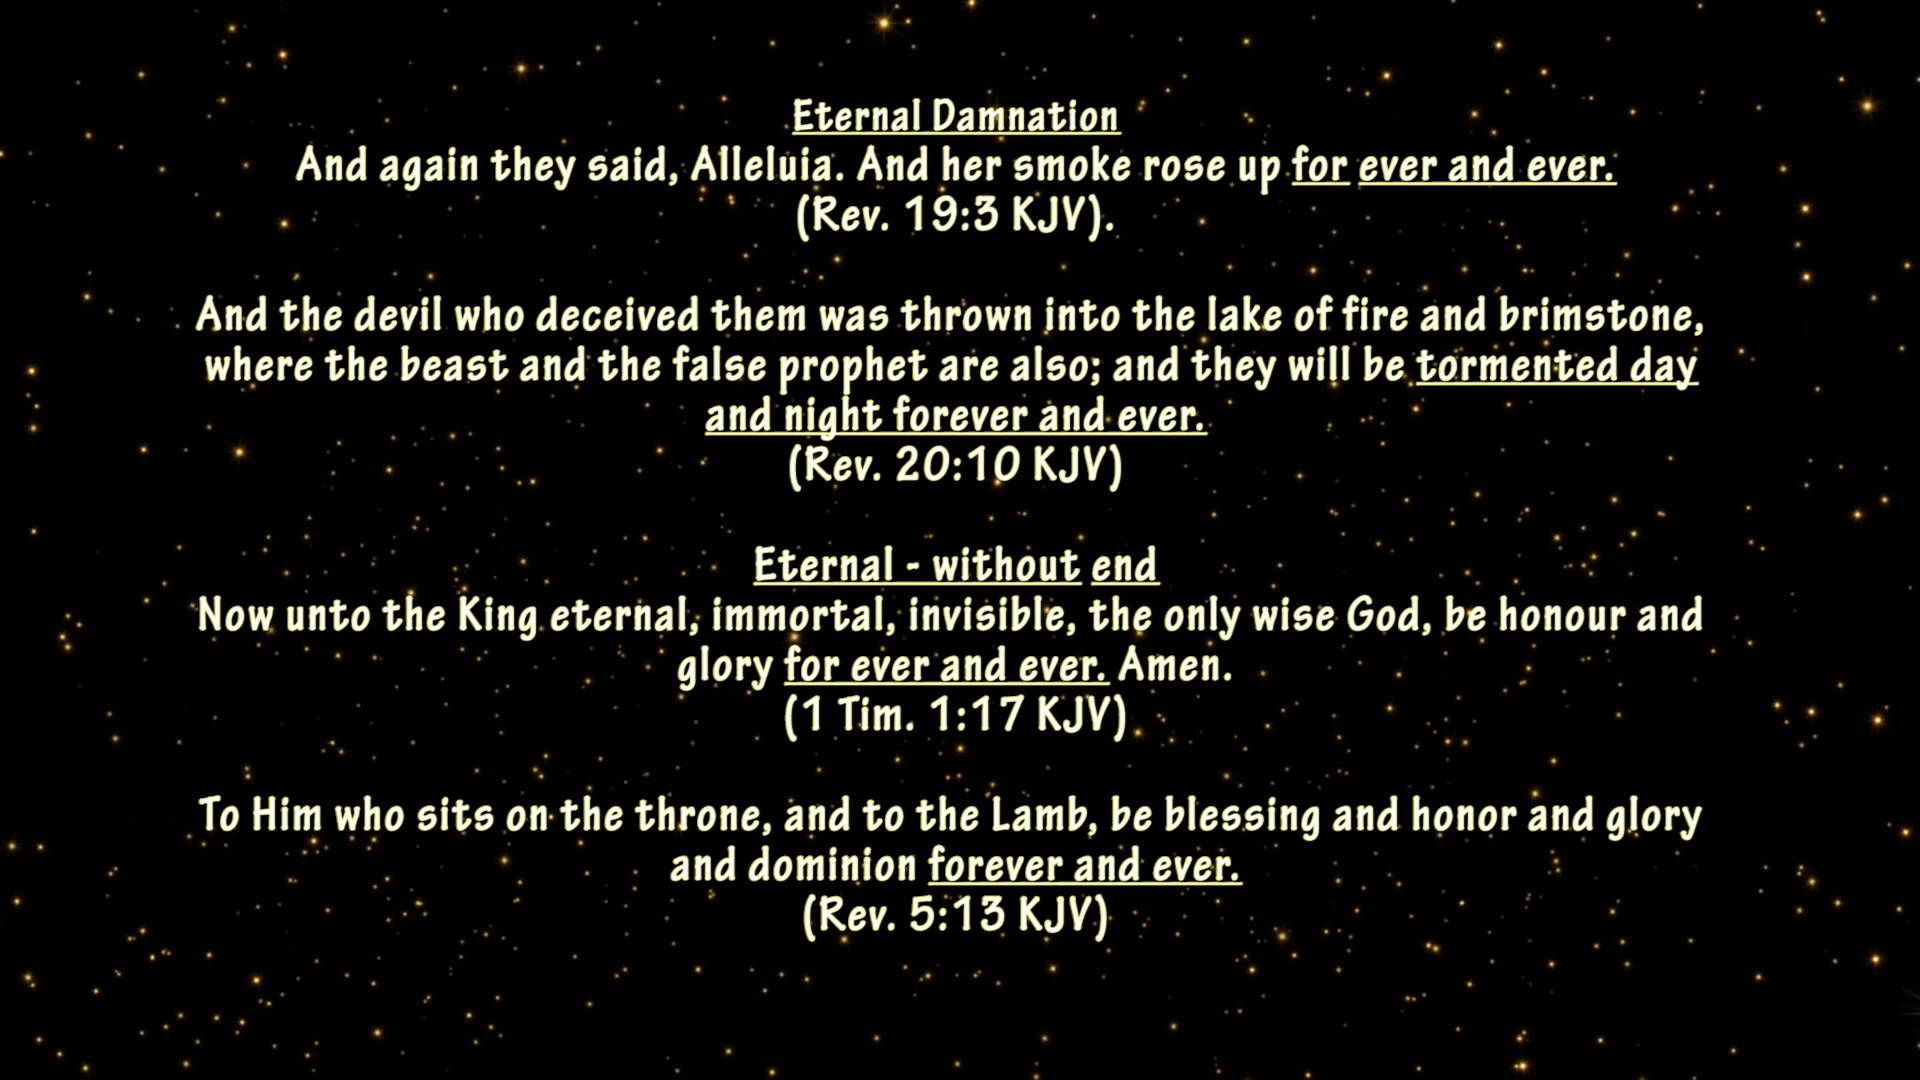 Eternal Damnation
And again they said, Alleluia. And her smoke rose up for ever and ever.
(Rev. 19:3 KJV).
And the devil who deceived them was thrown into the lake of fire and brimstone,
where the beast and the false prophet are also; and they will be tormented day
and night forever and ever.
(Rev. 20:10 KJV)
Eternal - without end
Now unto the King eternal, immortal, invisible, the only wise God, be honour and
glory for ever and ever. Amen.
(1 Tim. 1:17 KJV)
To Him who sits on the throne, and to the Lamb, be blessing and honor and glory
and dominion forever and ever.
(Rev. 5:13 KJV)